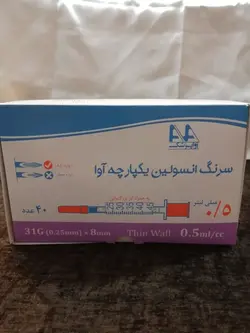 AVA
سرنگ انسولین یکپارچه آوا
میلی لیتر
۰/۵
۴۰ عدد
31G (0.25mm) × 8mm
Thin Wall
0.5ml/cc